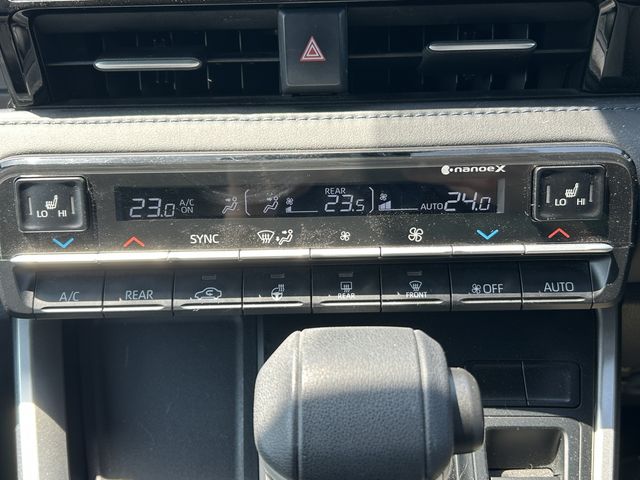 nanoeX
LO HI
23.0 A/C ON
REAR 23.5
AUTO 24.0
LO HI
SYNC
A/C
REAR
REAR
FRONT
OFF
AUTO